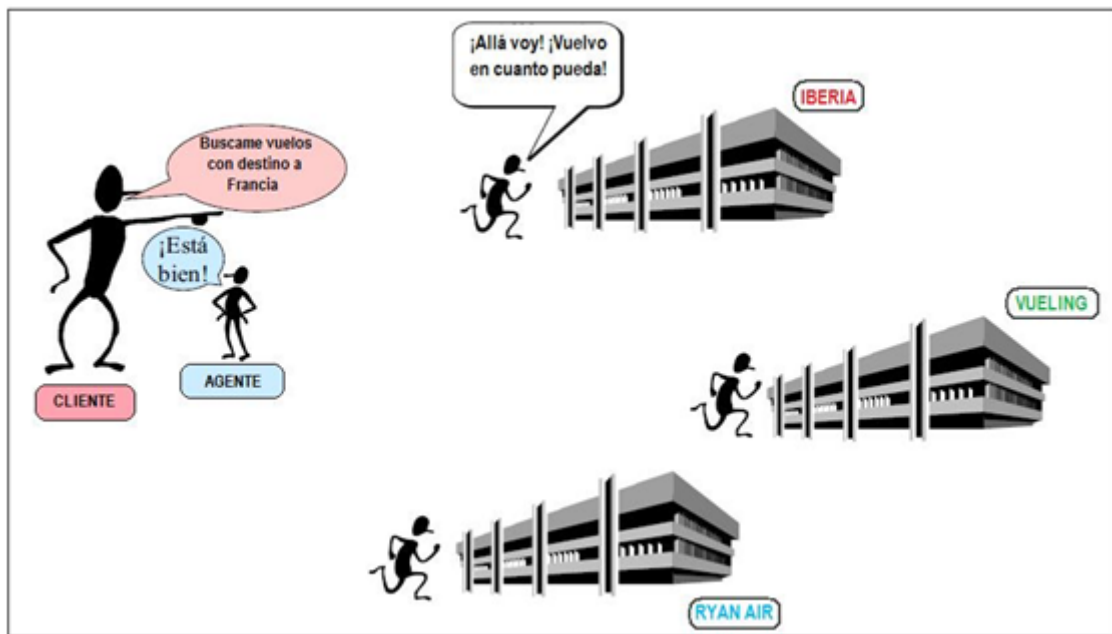 ¡Allá voy! ¡Vuelvo
en cuanto pueda!
IBERIA
Buscame vuelos
con destino a
Francia
¡Está
bien!
VUELING
AGENTE
CLIENTE
RYAN AIR